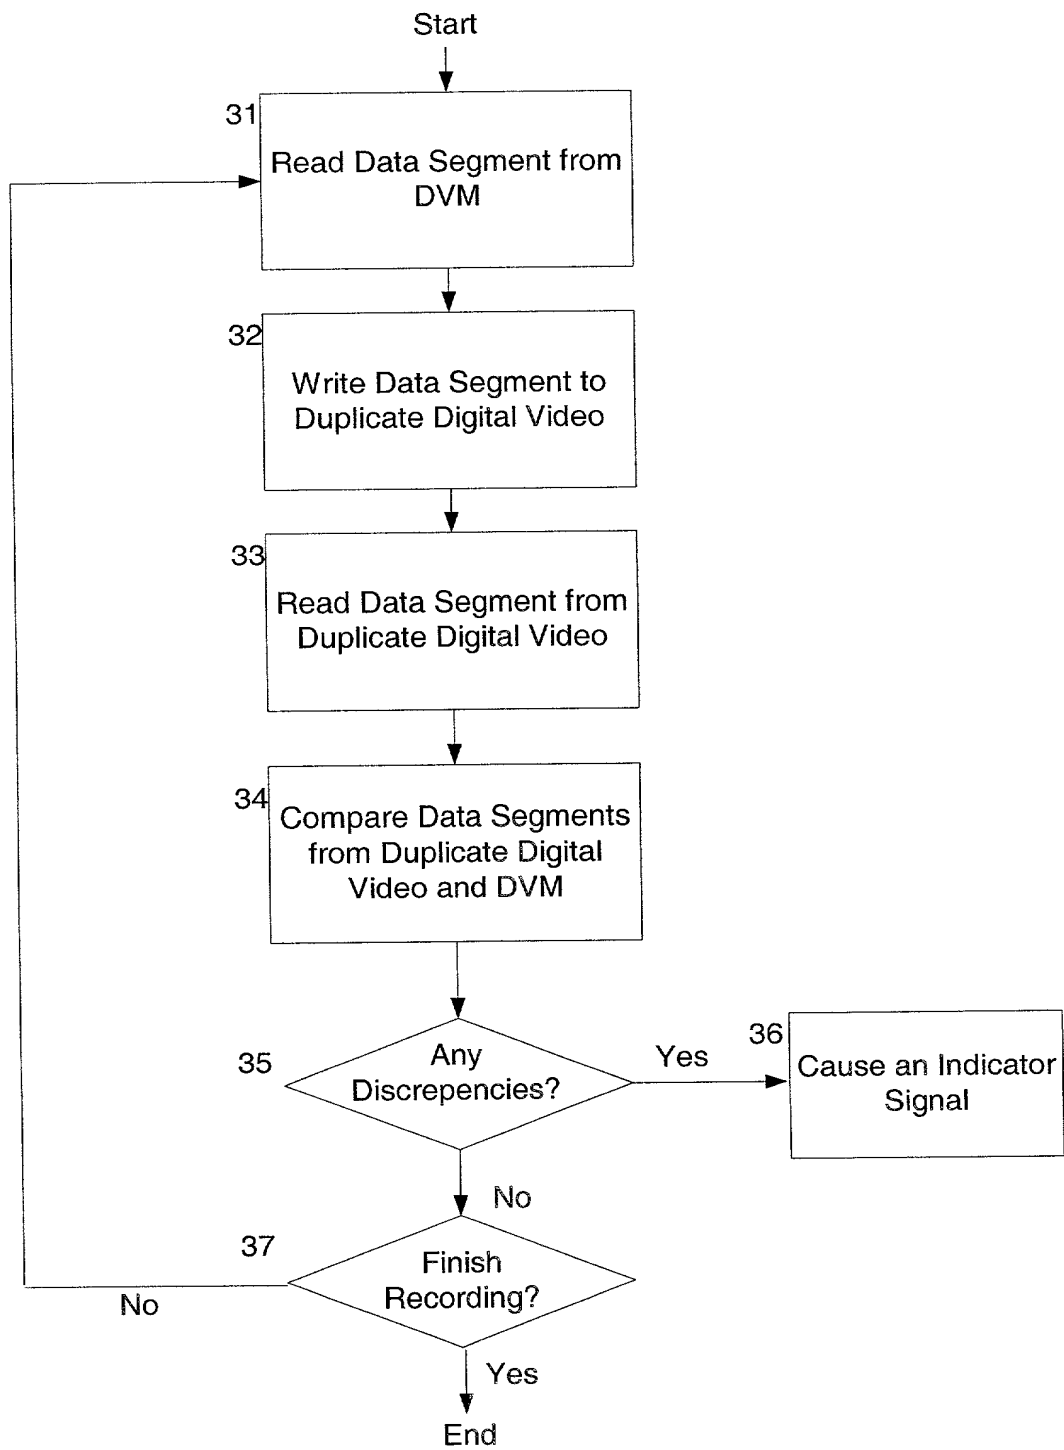 Start
31
Read Data Segment from
DVM
32
Write Data Segment to
Duplicate Digital Video
33
Read Data Segment from
Duplicate Digital Video
34
Compare Data Segments
from Duplicate Digital
Video and DVM
35
Any
Discrepencies?
Yes
36
Cause an Indicator
Signal
No
37
Finish
Recording?
No
Yes
End